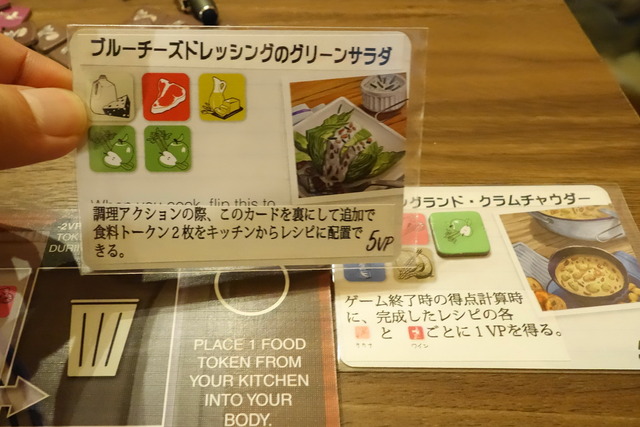 ブルーチーズドレッシングのグリーンサラダ
When you cook, flip this to
調理アクションの際、このカードを裏にして追加で
食料トークン２枚をキッチンからレシピに配置で
きる。
5VP
ングランド・クラムチャウダー
ゲーム終了時の得点計算時
に、完成したレシピの各
と ごとに１VPを得る。
-2VP
DURIN
PLACE 1 FOOD
TOKEN FROM
YOUR KITCHEN
INTO YOUR
BODY.